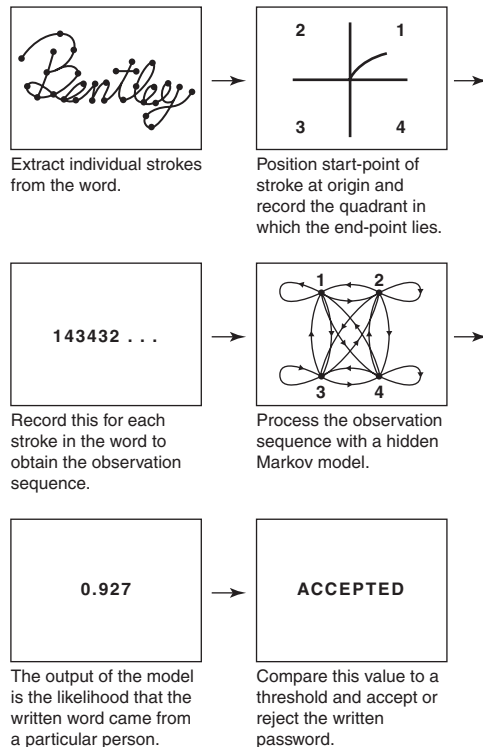 Bentley
Extract individual strokes
from the word.
2 1
3 4
Position start-point of
stroke at origin and
record the quadrant in
which the end-point lies.
143432 . . .
Record this for each
stroke in the word to
obtain the observation
sequence.
1 2
3 4
Process the observation
sequence with a hidden
Markov model.
0.927
The output of the model
is the likelihood that the
written word came from
a particular person.
ACCEPTED
Compare this value to a
threshold and accept or
reject the written
password.